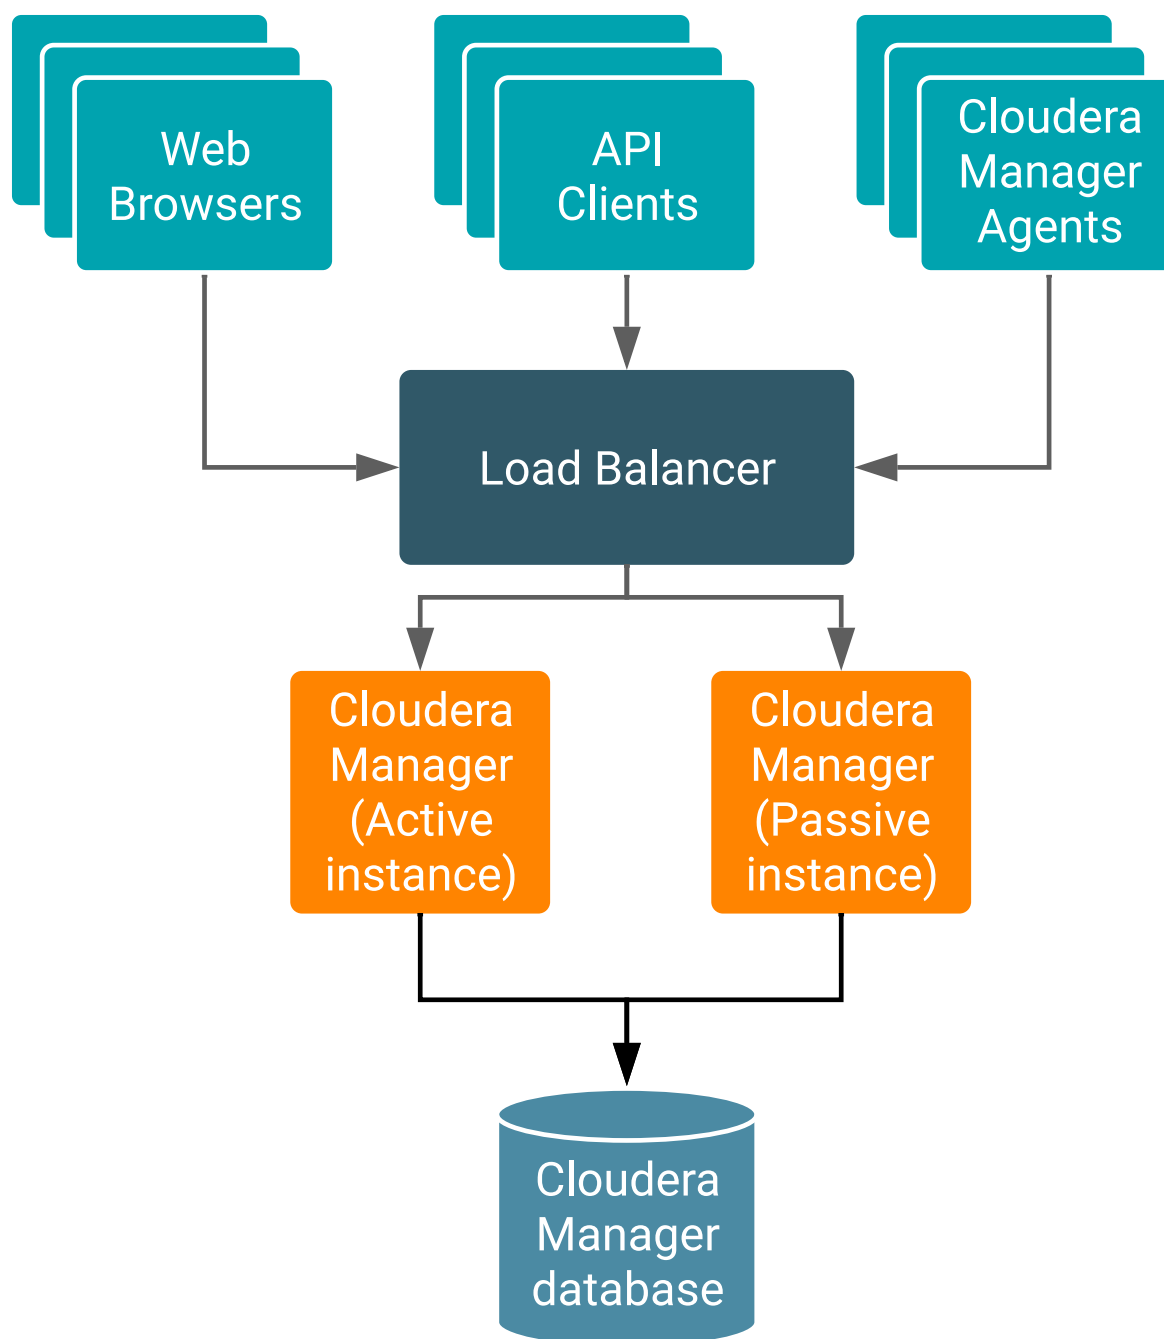 Web
Browsers
API
Clients
Cloudera
Manager
Agents
Load Balancer
Cloudera
Manager
(Active
instance)
Cloudera
Manager
(Passive
instance)
Cloudera
Manager
database